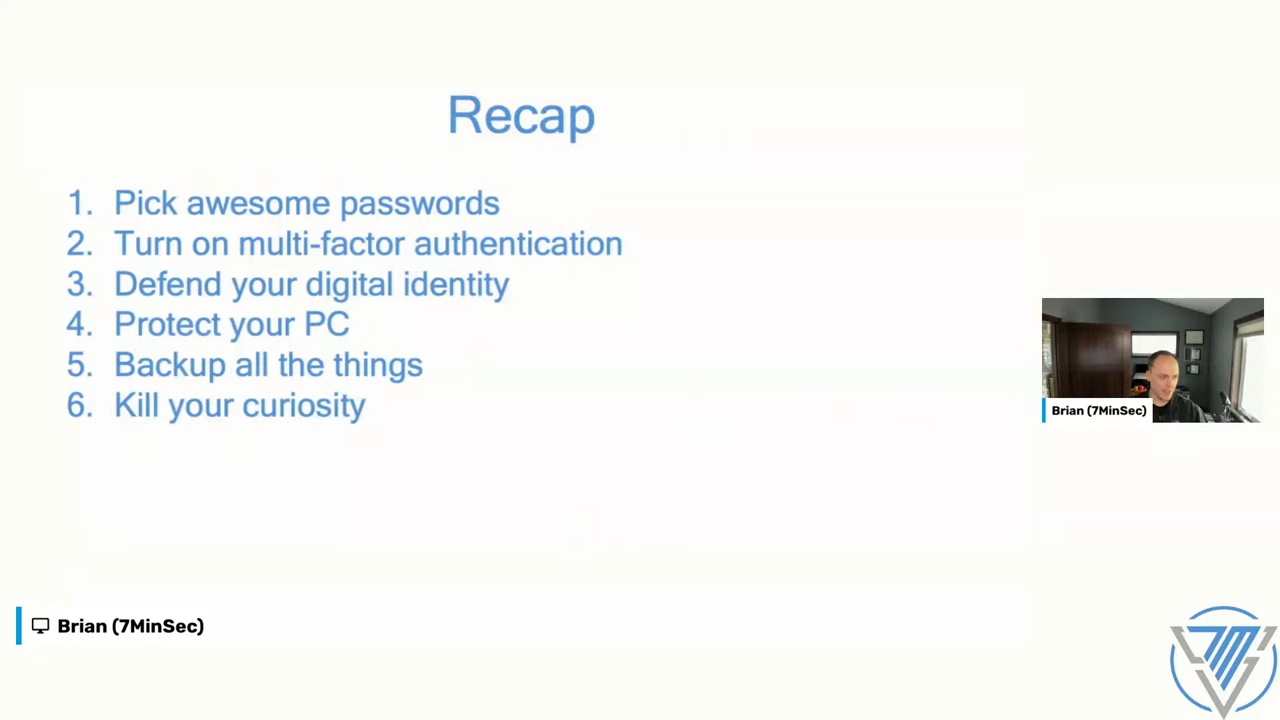 Recap
1. Pick awesome passwords
2. Turn on multi-factor authentication
3. Defend your digital identity
4. Protect your PC
5. Backup all the things
6. Kill your curiosity
Brian (7MinSec)
Brian (7MinSec)
7MS